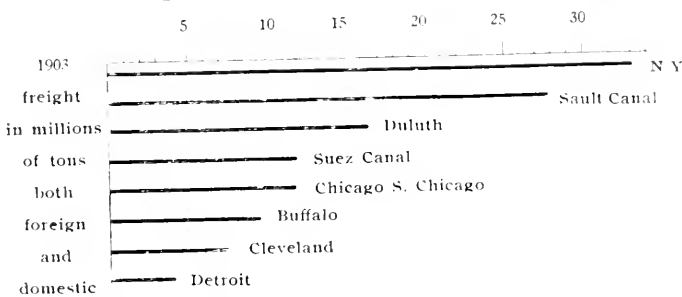 5 10 15 25 30
1903
N Y
freight
Sault Canal
in millions
Duluth
of tons
Suez Canal
both
Chicago S. Chicago
foreign
Buffalo
and
Cleveland
domestic
Detroit